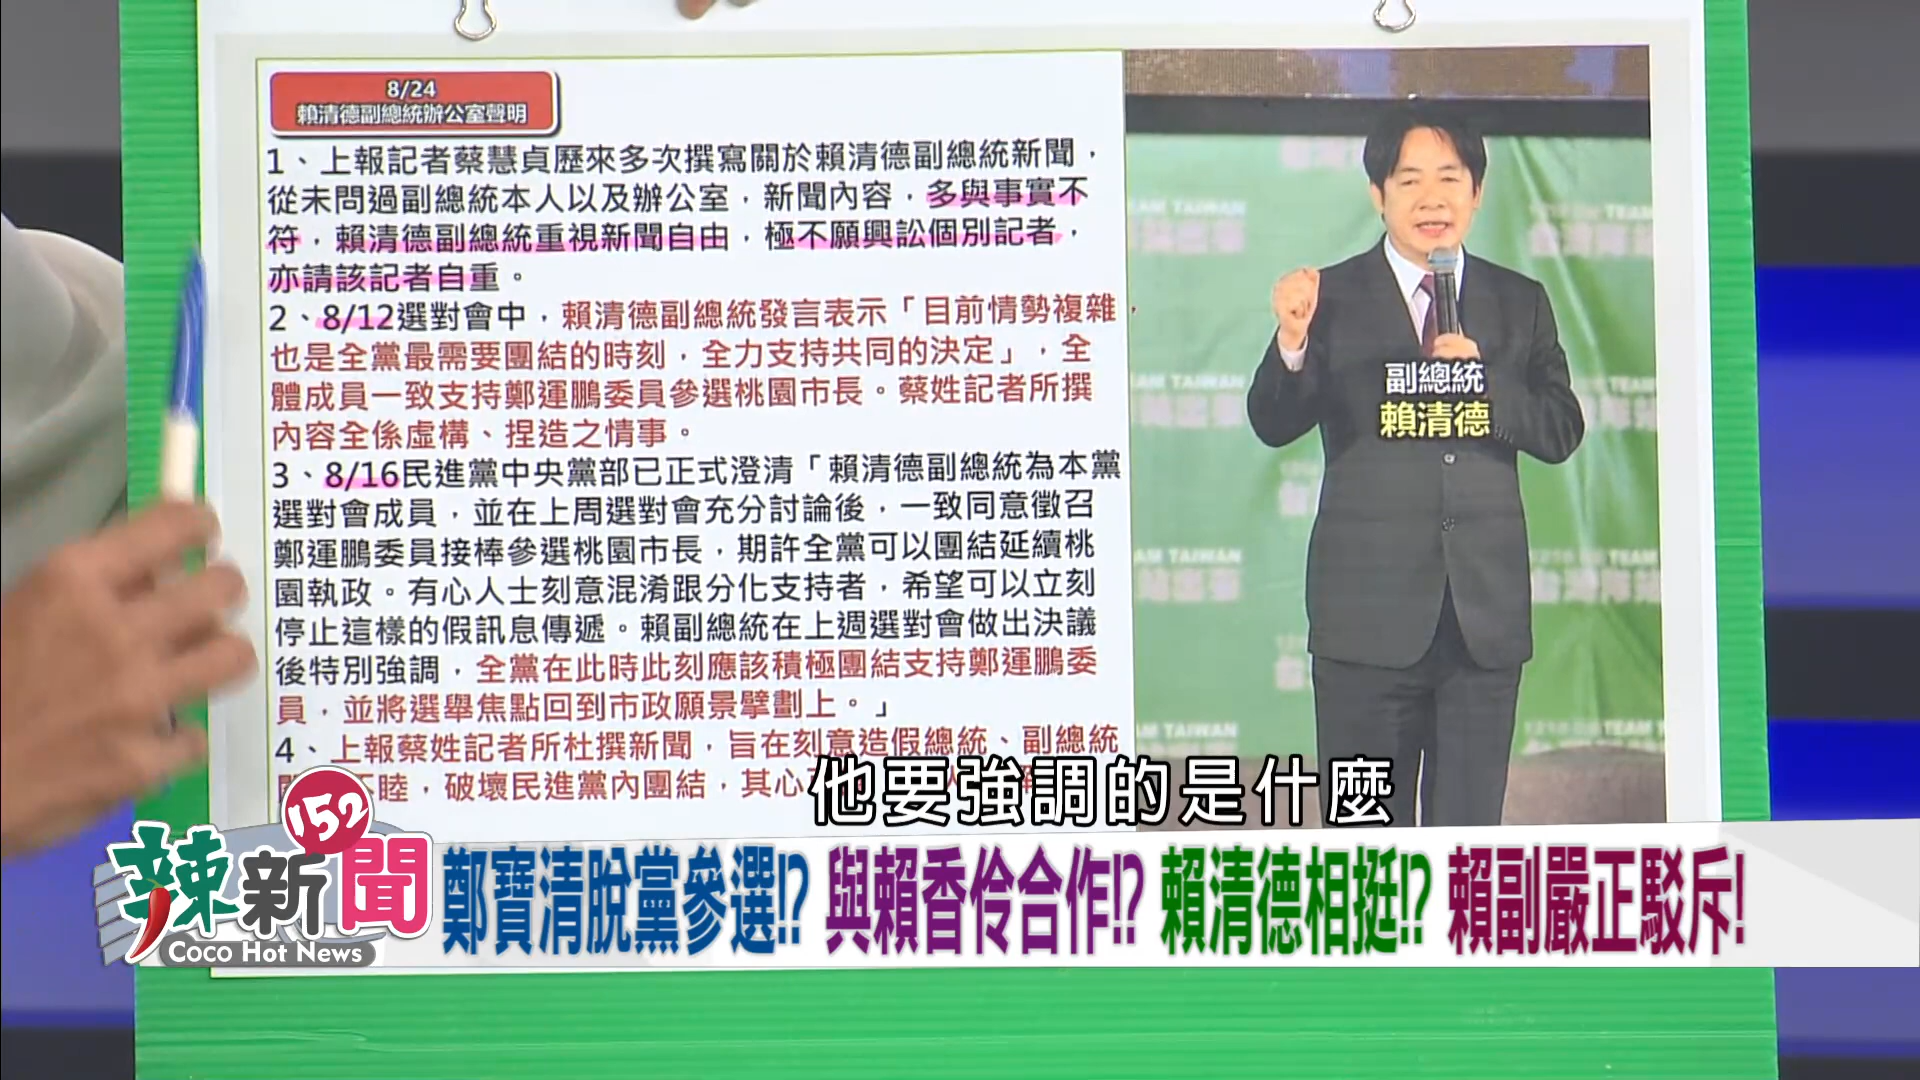 8/24
賴清德副總統辦公室聲明
1、上報記者蔡慧貞歷來多次撰寫關於賴清德副總統新聞，
從未問過副總統本人以及辦公室，新聞內容，多與事實不
符，賴清德副總統重視新聞自由，極不願興訟個別記者，
亦請該記者自重。
2、8/12選對會中，賴清德副總統發言表示「目前情勢複雜，
也是全黨最需要團結的時刻，全力支持共同的決定」，全
體成員一致支持鄭運鵬委員參選桃園市長。蔡姓記者所撰
內容全係虛構、捏造之情事。
3、8/16民進黨中央黨部已正式澄清「賴清德副總統為本黨
選對會成員，並在上周選對會充分討論後，一致同意徵召
鄭運鵬委員接棒參選桃園市長，期許全黨可以團結延續桃
園執政。有心人士刻意混淆跟分化支持者，希望可以立刻
停止這樣的假訊息傳遞。賴副總統在上週選對會做出決議
後特別強調，全黨在此時此刻應該積極團結支持鄭運鵬委
員，並將選舉焦點回到市政願景擘劃上。」
4、上報蔡姓記者所杜撰新聞，旨在刻意造假總統、副總統
不睦，破壞民進黨內團結，其心
副總統
賴清德
TEAM TAIWAN
他要強調的是什麼
152
辣新聞
Coco Hot News
鄭寶清脫黨參選!? 與賴香伶合作!? 賴清德相挺!? 賴副嚴正駁斥!